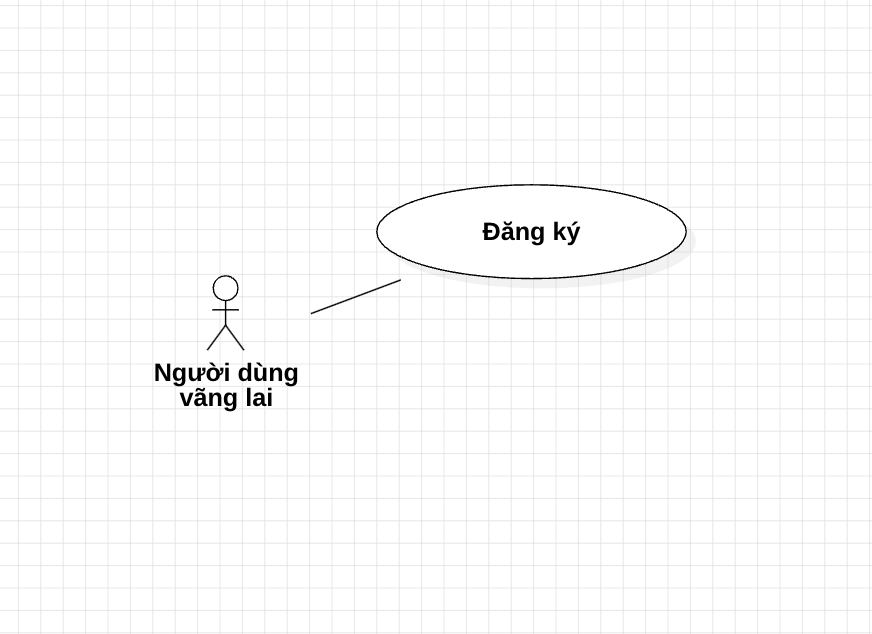 Đăng ký
Người dùng
vãng lai